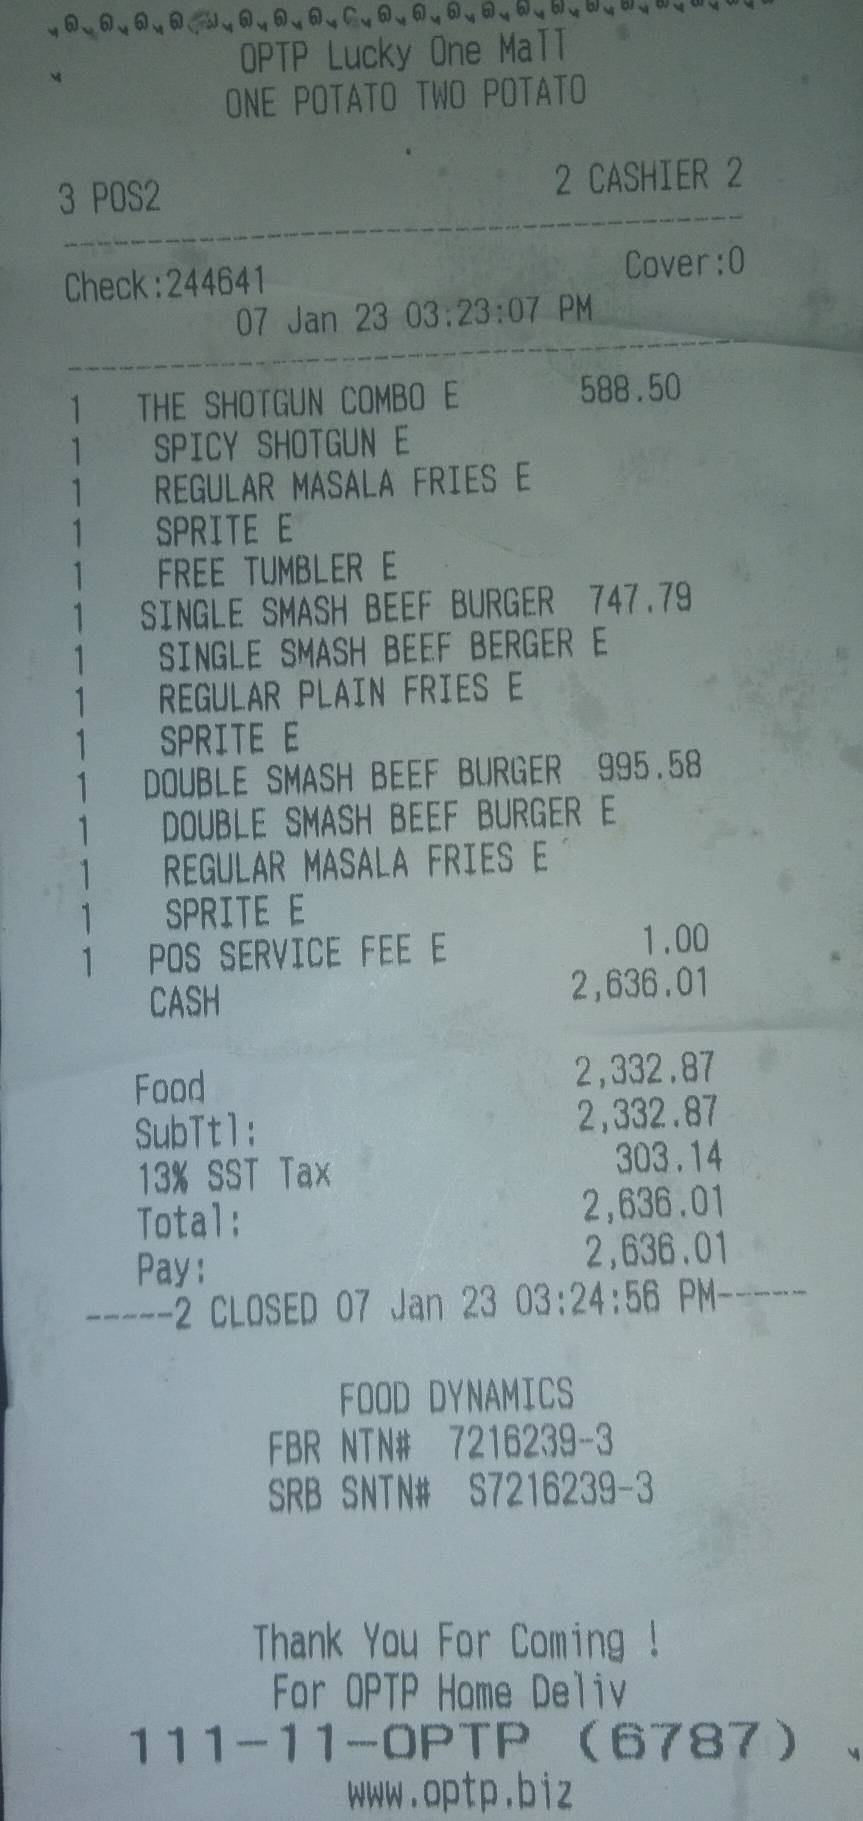 OPTP Lucky One Mall
ONE POTATO TWO POTATO
3 POS2 2 CASHIER 2
Check:244641 Cover:0
07 Jan 23 03:23:07 PM
1 THE SHOTGUN COMBO E 588.50
1 SPICY SHOTGUN E
1 REGULAR MASALA FRIES E
1 SPRITE E
1 FREE TUMBLER E
1 SINGLE SMASH BEEF BURGER 747.79
1 SINGLE SMASH BEEF BERGER E
1 REGULAR PLAIN FRIES E
1 SPRITE E
1 DOUBLE SMASH BEEF BURGER 995.58
1 DOUBLE SMASH BEEF BURGER E
1 REGULAR MASALA FRIES E
1 SPRITE E
1 POS SERVICE FEE E 1.00
CASH 2,636.01
Food 2,332.87
SubTtl: 2,332.87
13% SST Tax 303.14
Total: 2,636.01
Pay: 2,636.01
-----2 CLOSED 07 Jan 23 03:24:56 PM-----
FOOD DYNAMICS
FBR NTN# 7216239-3
SRB SNTN# S7216239-3
Thank You For Coming !
For OPTP Home Deliv
111-11-OPTP (6787)
www.optp.biz